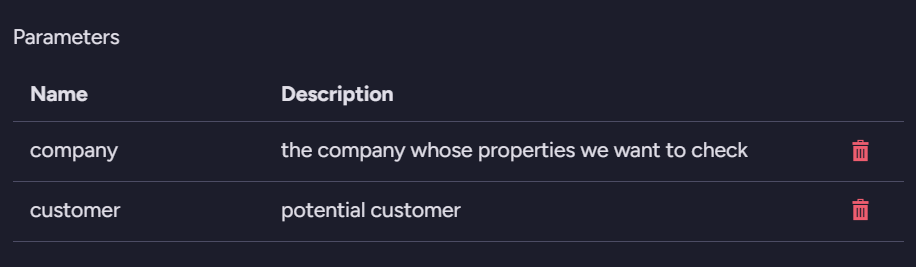 Parameters
Name Description
company the company whose properties we want to check
customer potential customer